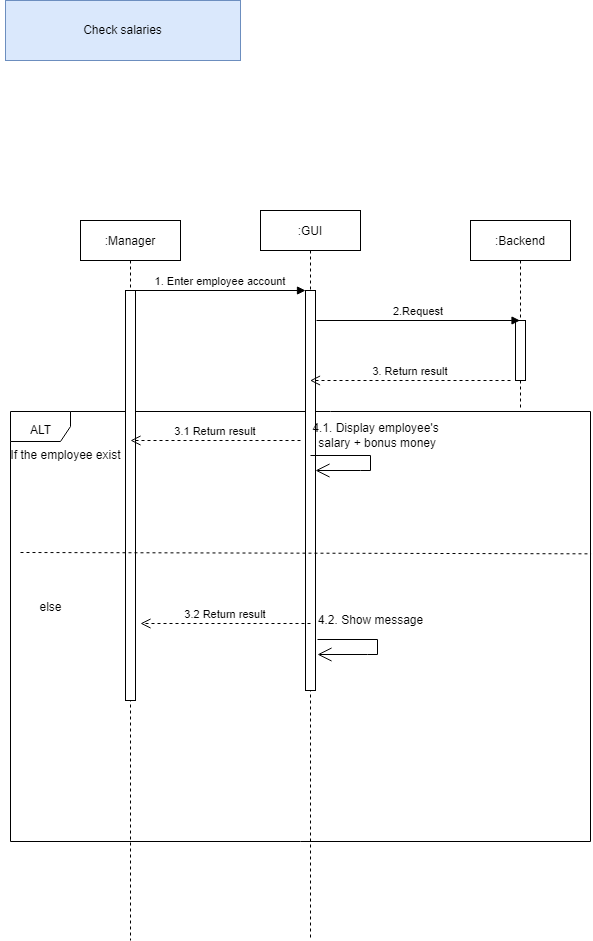 Check salaries
:Manager
:GUI
:Backend
1. Enter employee account
2.Request
3. Return result
ALT
3.1 Return result
4.1. Display employee's
salary + bonus money
If the employee exist
else
3.2 Return result
4.2. Show message